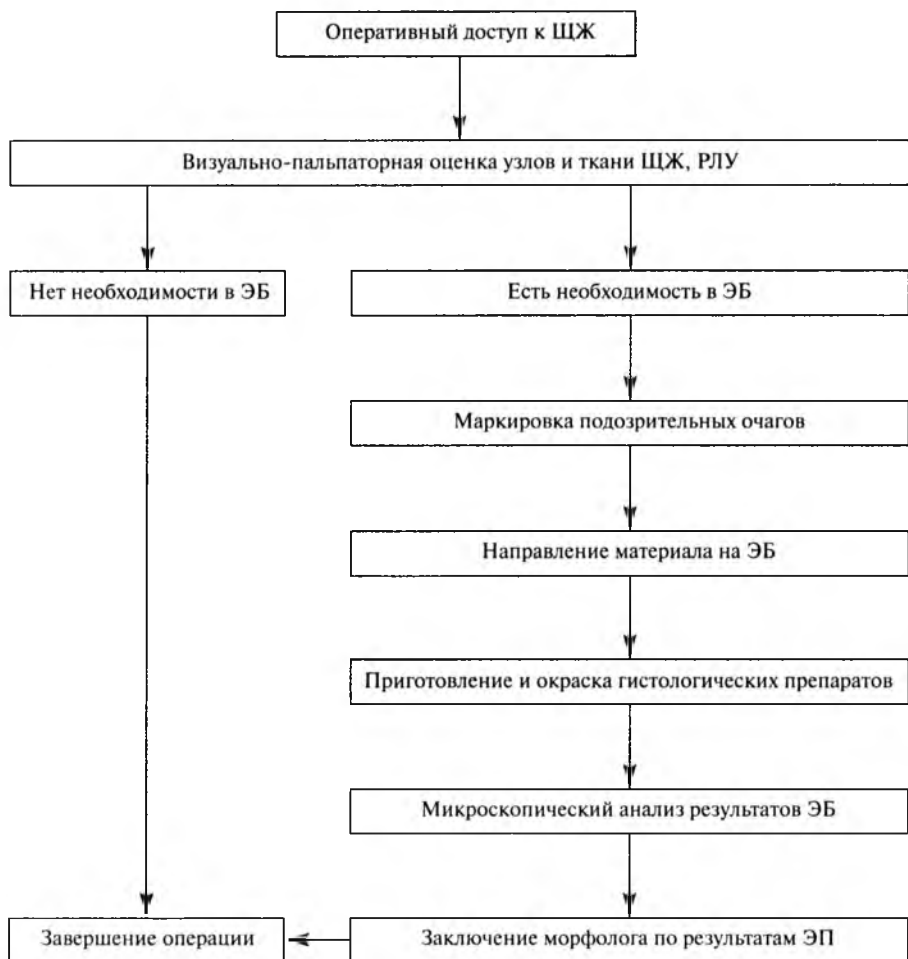 Оперативный доступ к ЩЖ
Визуально-пальпаторная оценка узлов и ткани ЩЖ, РЛУ
Нет необходимости в ЭБ
Есть необходимость в ЭБ
Маркировка подозрительных очагов
Направление материала на ЭБ
Приготовление и окраска гистологических препаратов
Микроскопический анализ результатов ЭБ
Завершение операции
Заключение морфолога по результатам ЭП